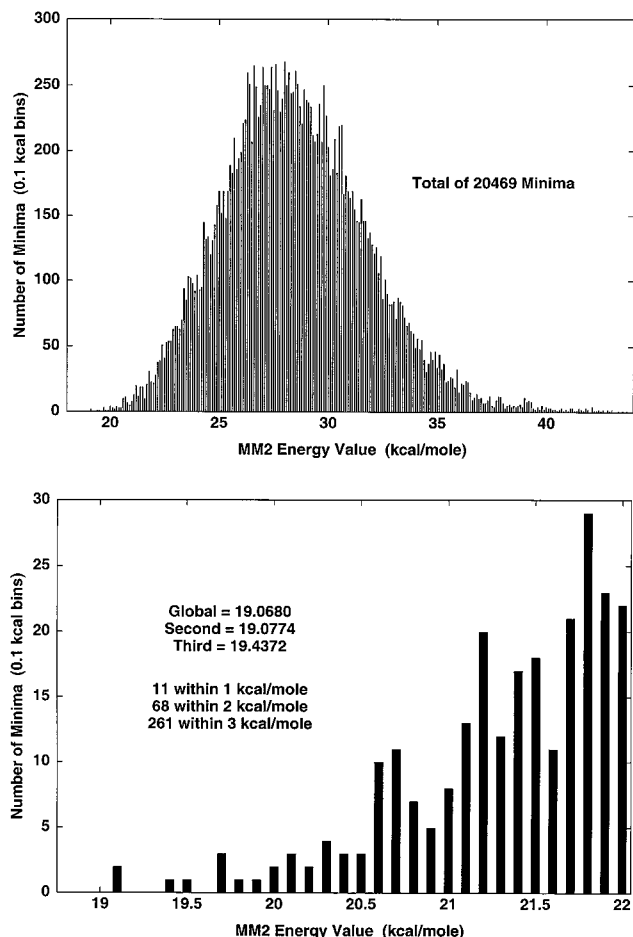 300
250
200
150
100
50
0
Number of Minima (0.1 kcal bins)
Total of 20469 Minima
20 25 30 35 40
MM2 Energy Value (kcal/mole)
30
25
20
15
10
5
0
Number of Minima (0.1 kcal bins)
Global = 19.0680
Second = 19.0774
Third = 19.4372
11 within 1 kcal/mole
68 within 2 kcal/mole
261 within 3 kcal/mole
19 19.5 20 20.5 21 21.5 22
MM2 Energy Value (kcal/mole)